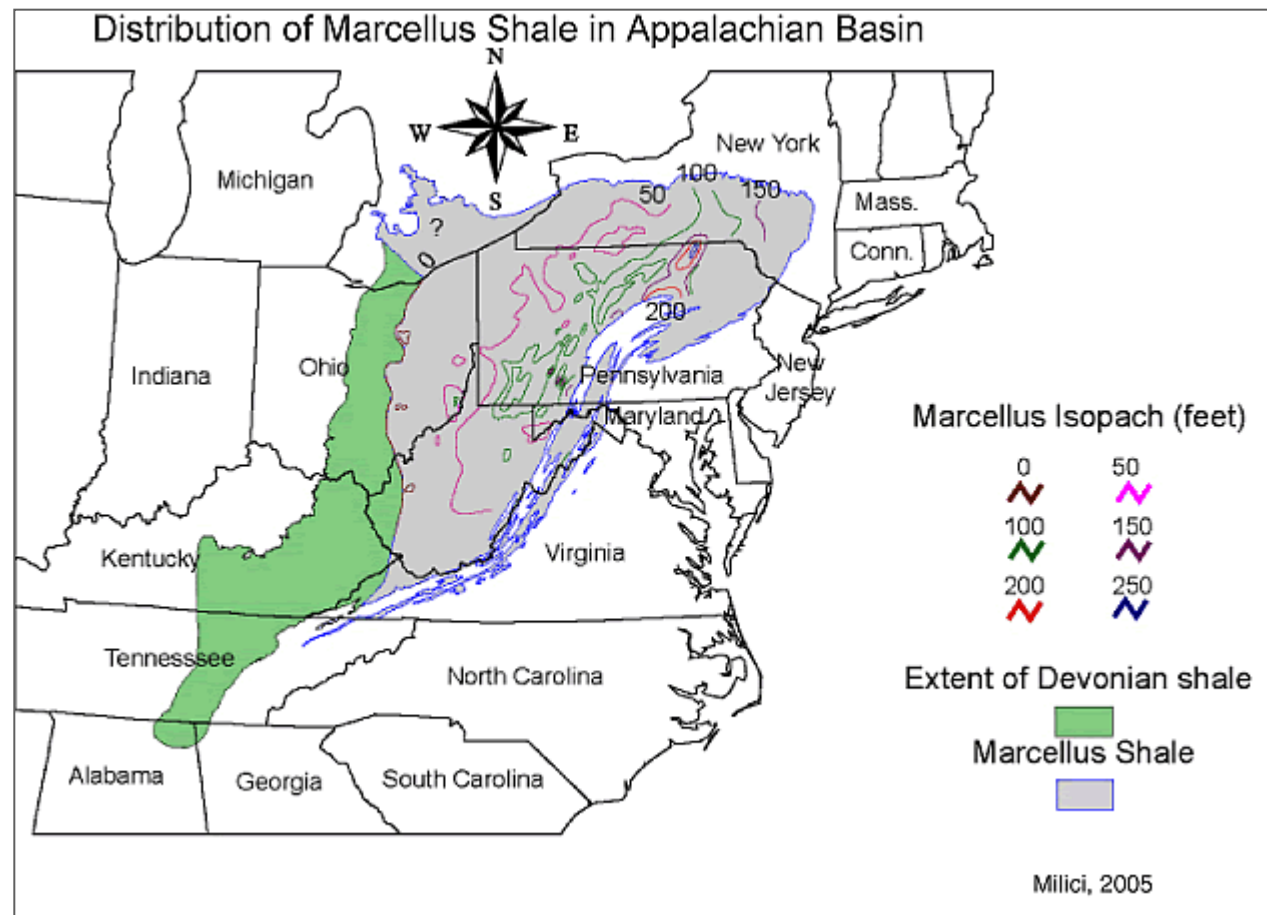 Distribution of Marcellus Shale in Appalachian Basin
N
W
E
S
New York
Michigan
100
50
150
Mass.
?
Conn.
0
200
Ohio
New
Jersey
Indiana
Pennsylvania
Maryland
Marcellus Isopach (feet)
0
50
100
150
200
250
Kentucky
Virginia
Tennesssee
North Carolina
Extent of Devonian shale
Marcellus Shale
Alabama
Georgia
South Carolina
Milici, 2005